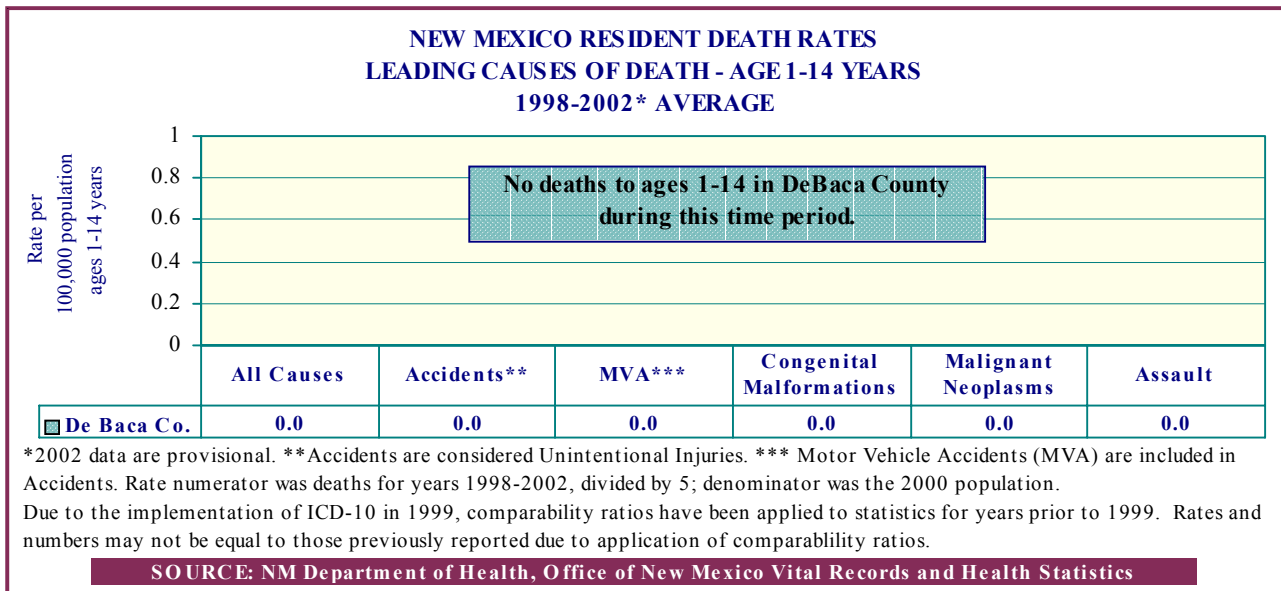 NEW MEXICO RESIDENT DEATH RATES
LEADING CAUSES OF DEATH - AGE 1-14 YEARS
1998-2002* AVERAGE
Rate per
100,000 population
ages 1-14 years
1
0.8
0.6
0.4
0.2
0
No deaths to ages 1-14 in DeBaca County
during this time period.
All Causes Accidents** MVA*** Congenital Malformations Malignant Neoplasms Assault
De Baca Co. 0.0 0.0 0.0 0.0 0.0 0.0
*2002 data are provisional. **Accidents are considered Unintentional Injuries. *** Motor Vehicle Accidents (MVA) are included in
Accidents. Rate numerator was deaths for years 1998-2002, divided by 5; denominator was the 2000 population.
Due to the implementation of ICD-10 in 1999, comparability ratios have been applied to statistics for years prior to 1999. Rates and
numbers may not be equal to those previously reported due to application of comparablility ratios.
SOURCE: NM Department of Health, Office of New Mexico Vital Records and Health Statistics